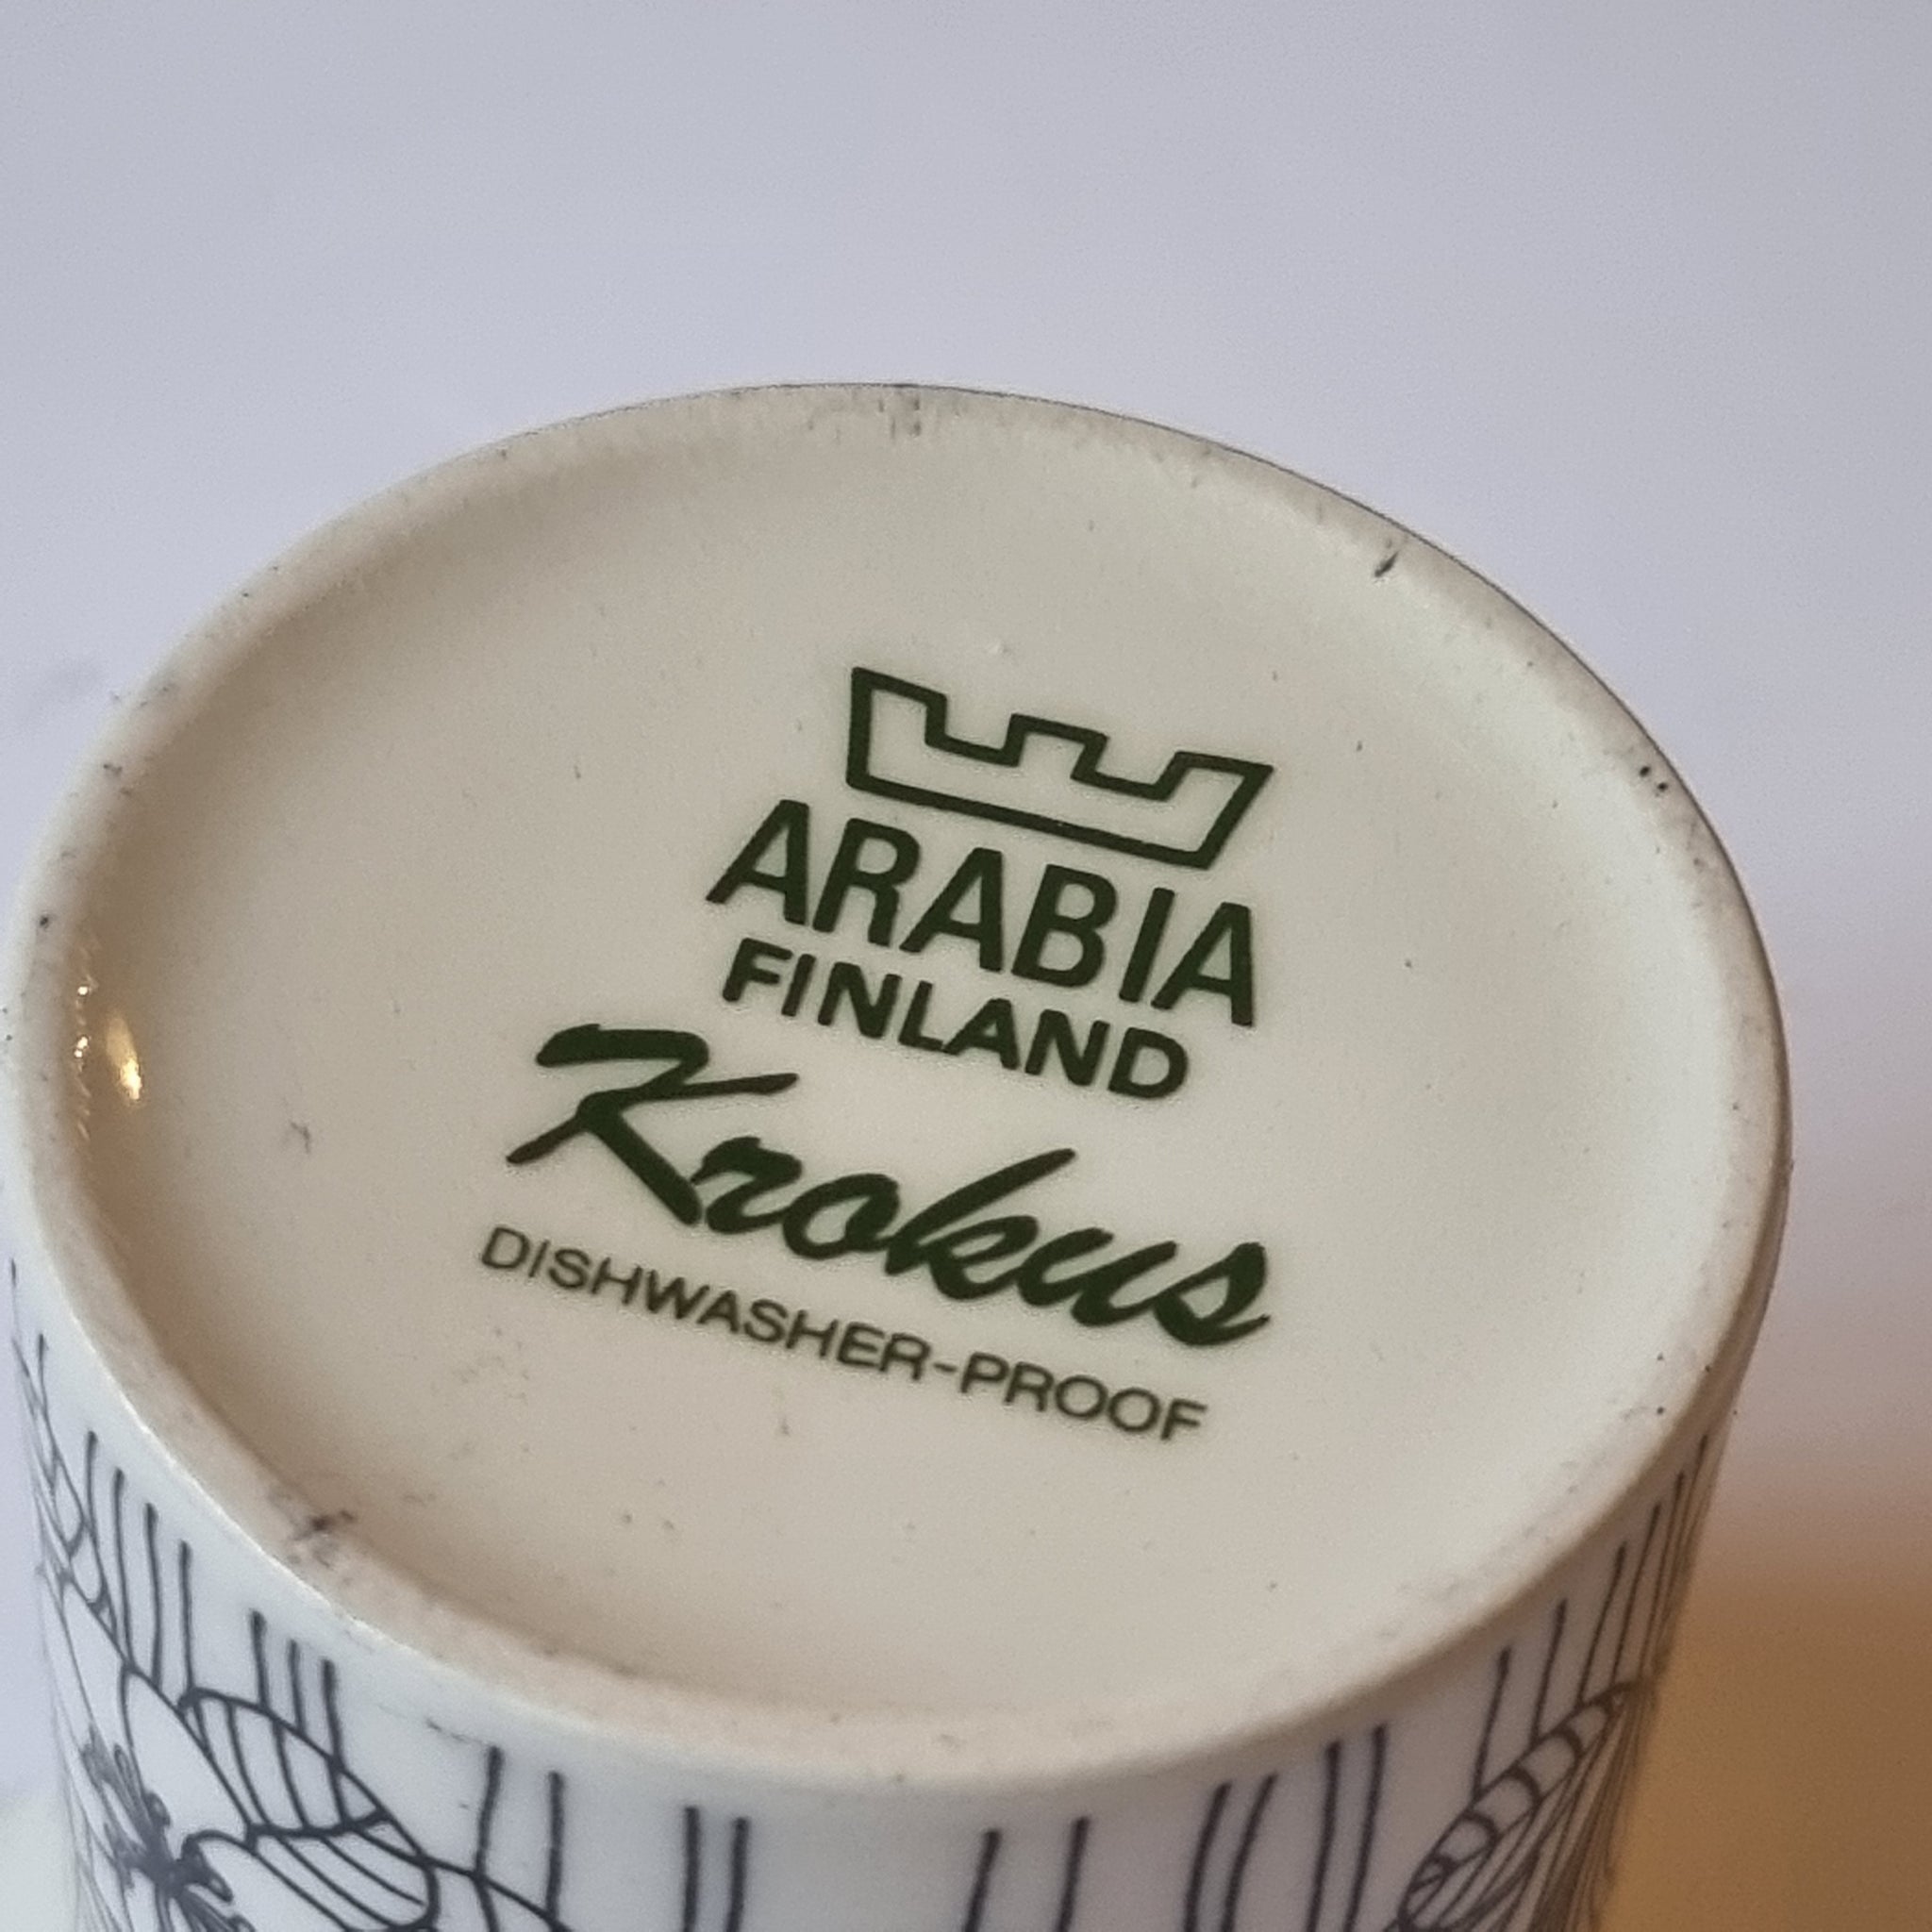 ARABIA
FINLAND
Krokus
DISHWASHER-PROOF